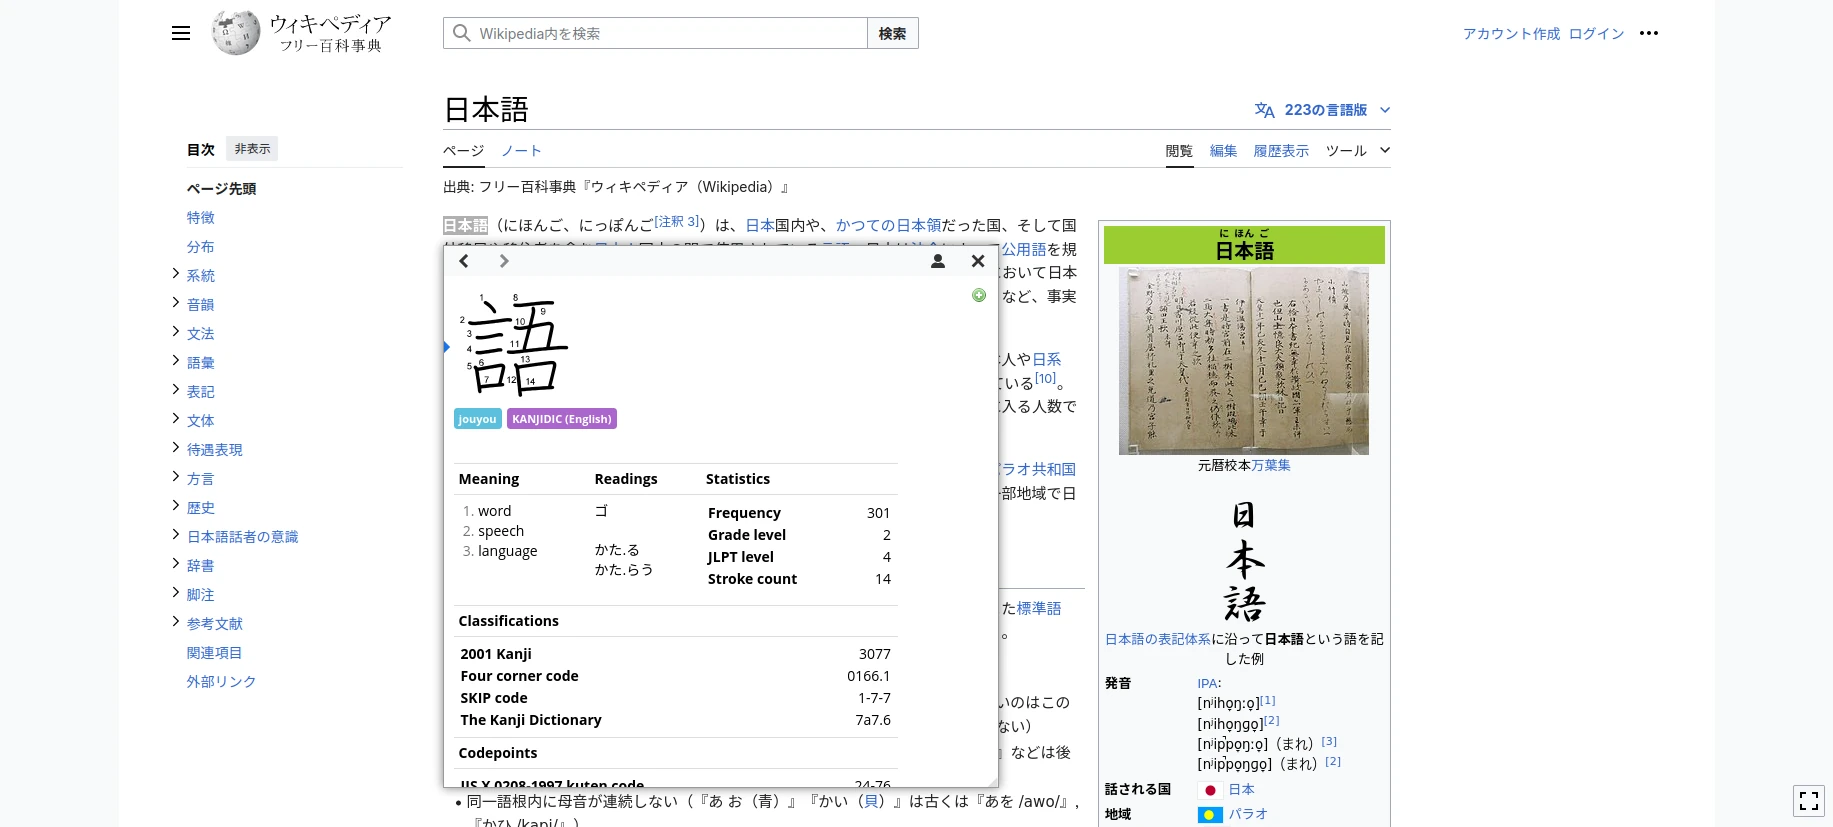 ウィキペディア
フリー百科事典
Wikipedia内を検索
検索
アカウント作成 ログイン
日本語
223の言語版
目次 非表示
ページ ノート
閲覧 編集 履歴表示 ツール
出典: フリー百科事典『ウィキペディア（Wikipedia）』
ページ先頭
特徴
分布
系統
音韻
文法
語彙
表記
文体
待遇表現
方言
歴史
日本語話者の意識
辞書
脚注
参考文献
関連項目
外部リンク
日本語（にほんご、にっぽんご[注釈 3]）は、日本国内や、かつての日本領だった国、そして国
公用語を規
おいて日本
など、事実
人や日系
ている[10]。
入る人数で
ラオ共和国
部地域で日
た標準語
。
いのはこの
ない）
』などは後
1
8
9
2
10
3
11
4
13
5
6
7
12
14
語
jouyou KANJIDIC (English)
Meaning Readings Statistics
1. word
2. speech
3. language
ゴ
かた.る
かた.らう
Frequency 301
Grade level 2
JLPT level 4
Stroke count 14
Classifications
2001 Kanji 3077
Four corner code 0166.1
SKIP code 1-7-7
The Kanji Dictionary 7a7.6
Codepoints
JIS X 0208-1997 kuten code 24-76
• 同一語根内に母音が連続しない（『あ お（青）』『かい（貝）』は古くは『あを /awo/』,
『かひ /kapi/』）
に ほん ご
日本語
元暦校本万葉集
日
本
語
日本語の表記体系に沿って日本語という語を記
した例
発音 IPA:
[ɲihoŋːo][1]
[ɲihoŋɡo][2]
[ɲippoŋːo]（まれ）[3]
[ɲippoŋɡo]（まれ）[2]
話される国 日本
地域 パラオ